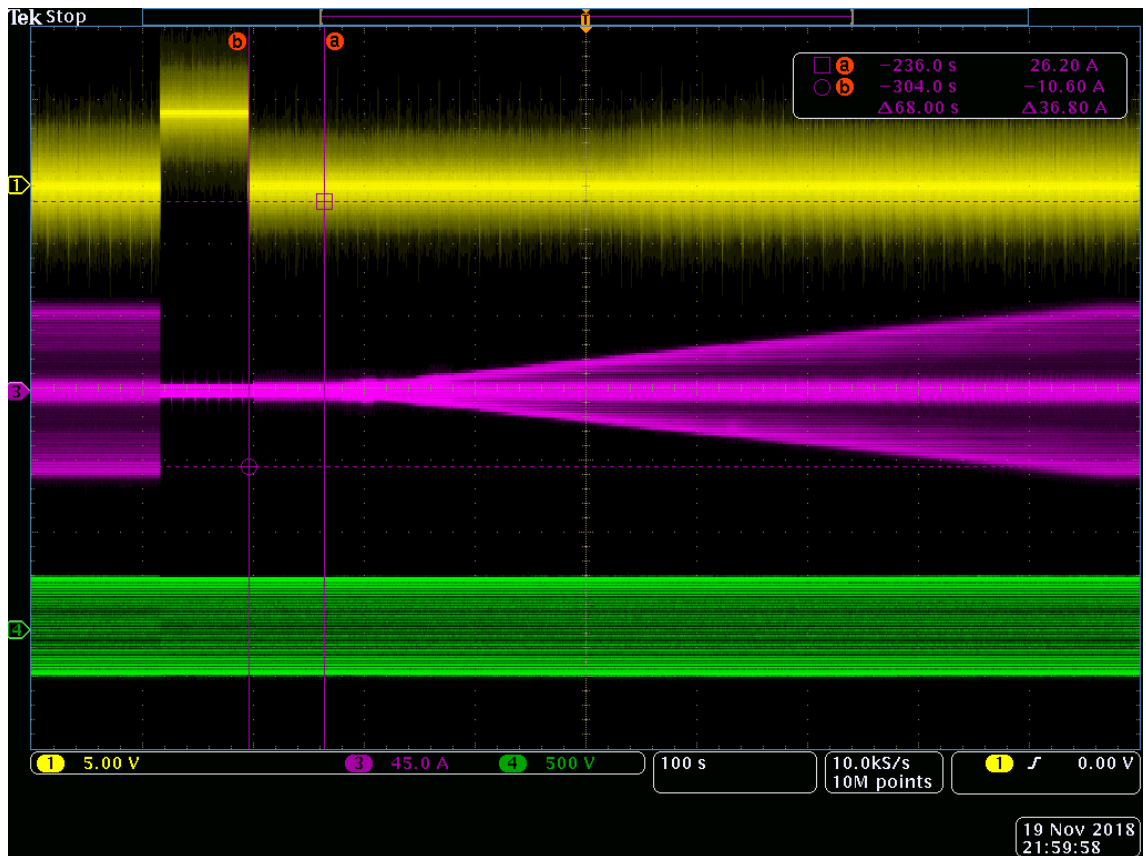 Tek Stop
T
b a
a −236.0 s 26.20 A
b −304.0 s −10.60 A
Δ68.00 s Δ36.80 A
1
3
4
1 5.00 V 3 45.0 A 4 500 V 100 s 10.0kS/s 1 0.00 V
10M points
19 Nov 2018
21:59:58